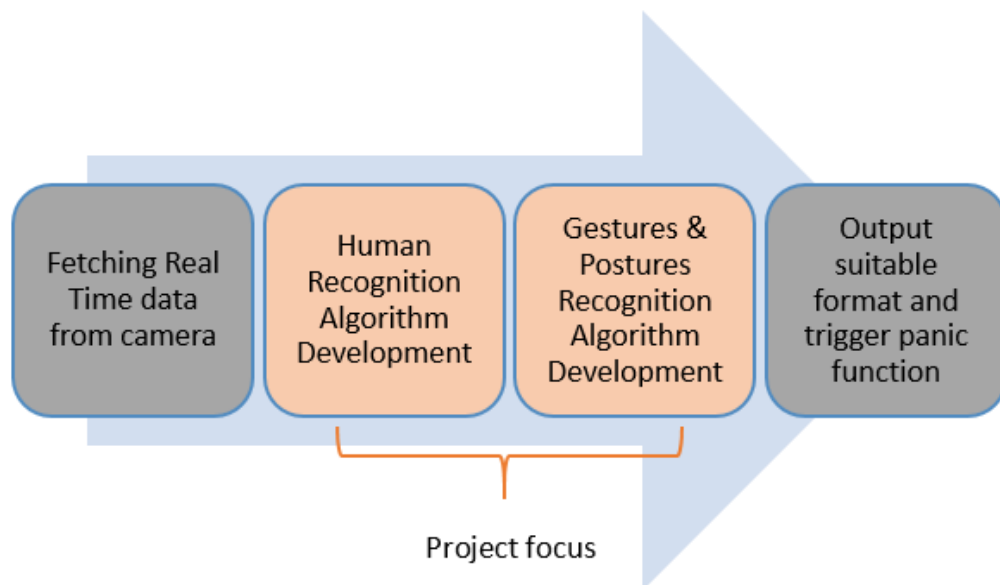 Fetching Real
Time data
from camera
Human
Recognition
Algorithm
Development
Gestures &
Postures
Recognition
Algorithm
Development
Output
suitable
format and
trigger panic
function
Project focus